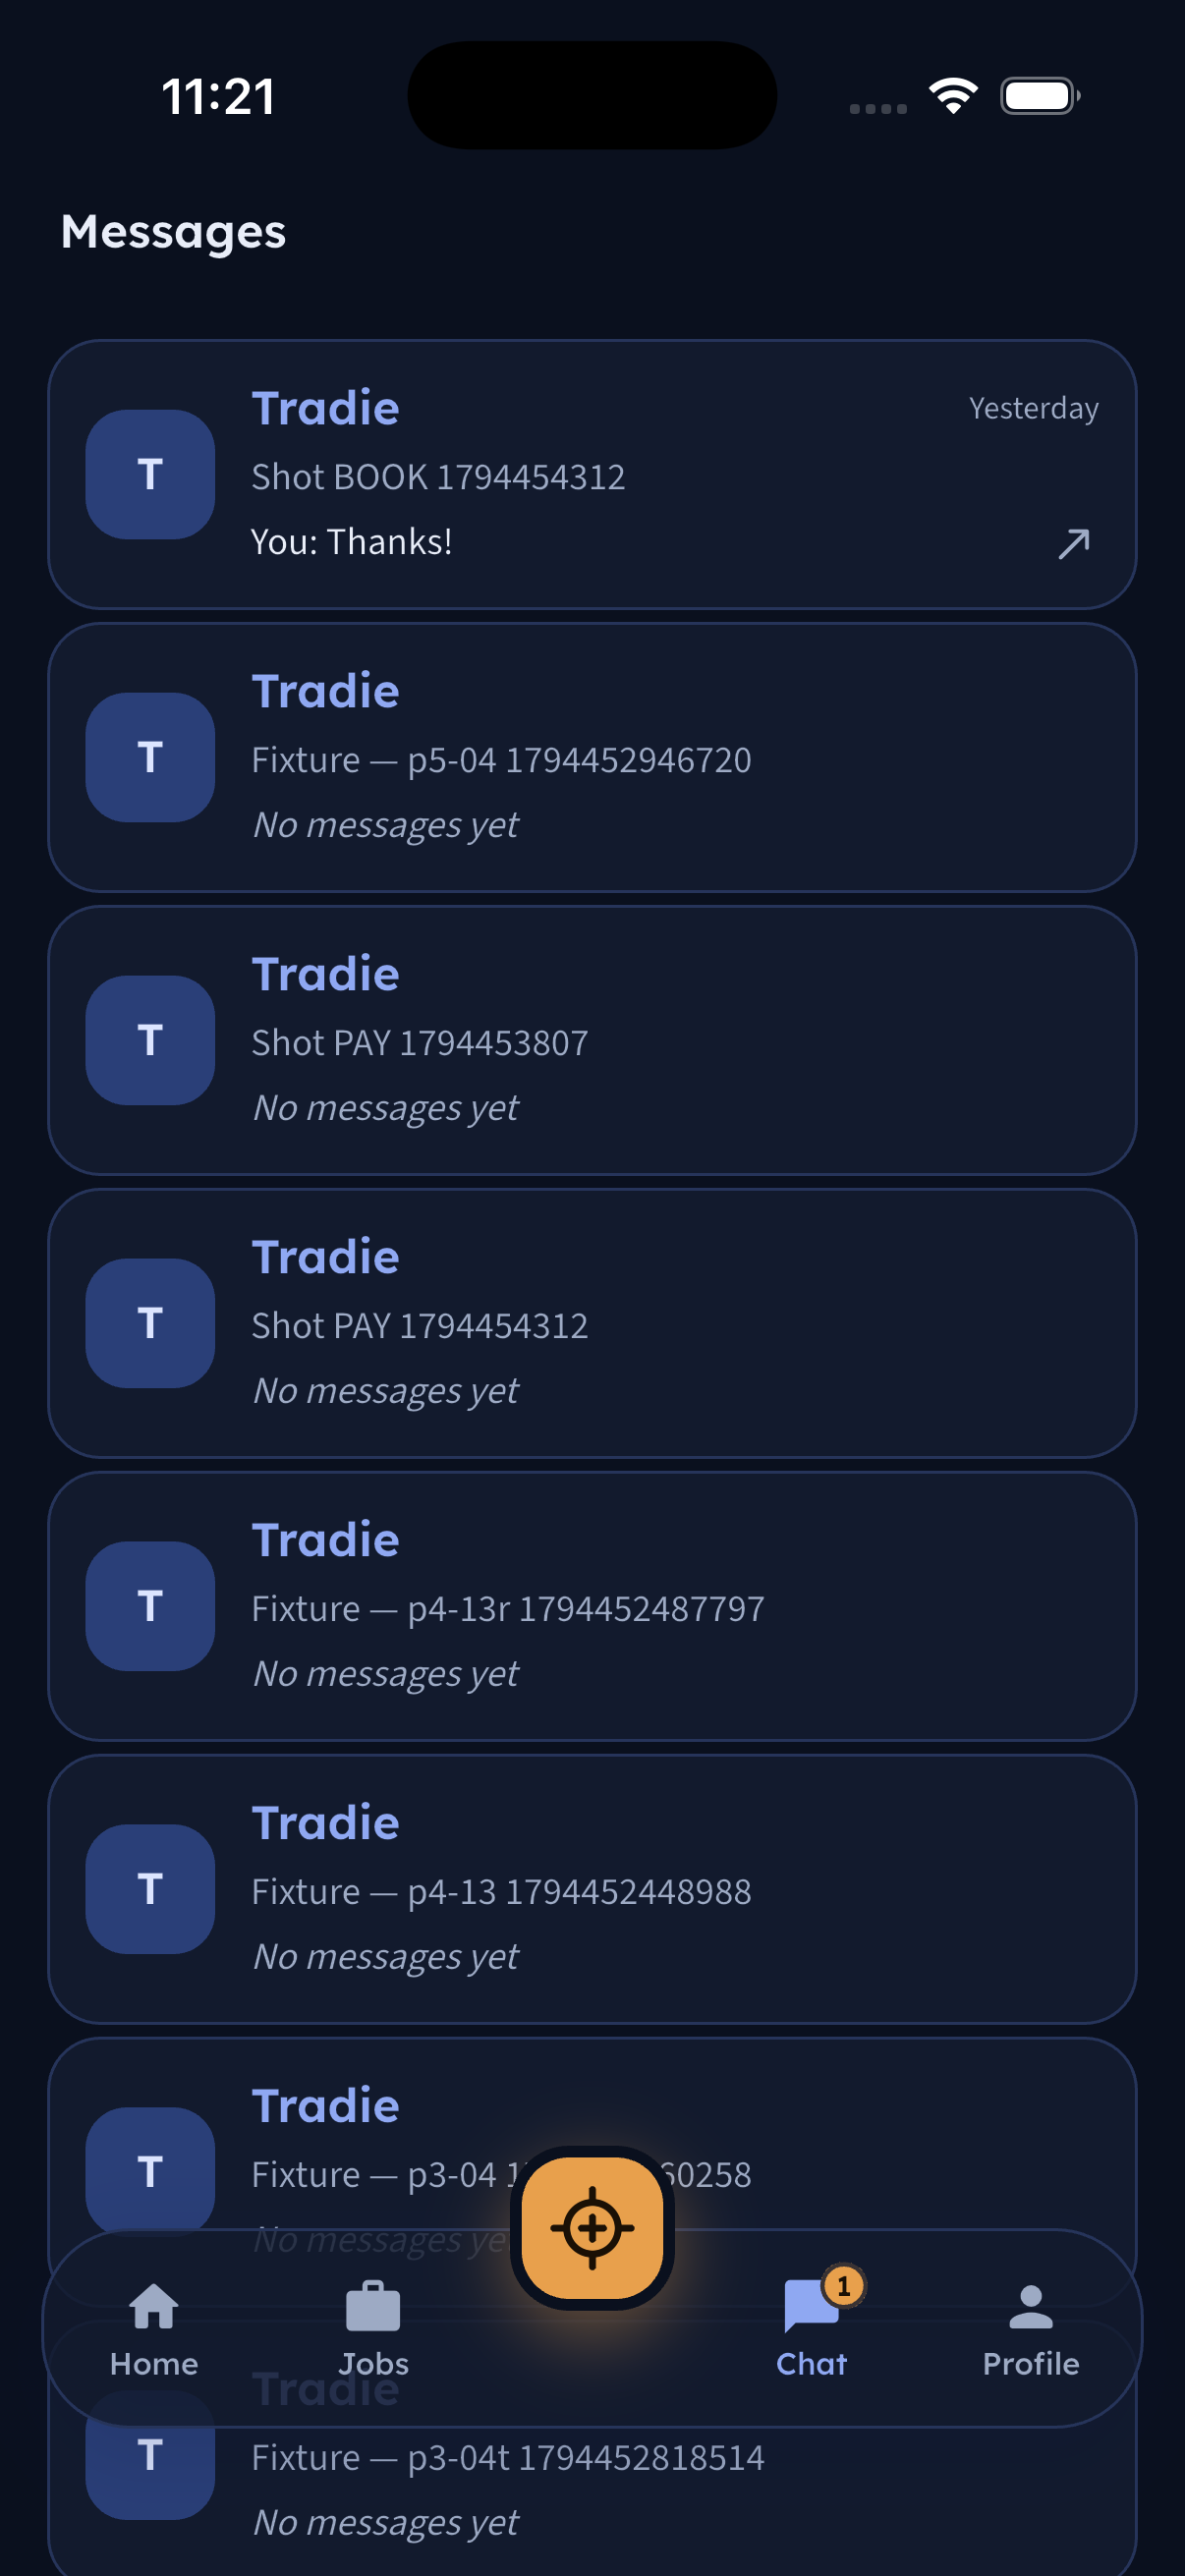 11:21
Messages
T
Tradie
Yesterday
Shot BOOK 1794454312
You: Thanks!
T
Tradie
Fixture — p5-04 1794452946720
No messages yet
T
Tradie
Shot PAY 1794453807
No messages yet
T
Tradie
Shot PAY 1794454312
No messages yet
T
Tradie
Fixture — p4-13r 1794452487797
No messages yet
T
Tradie
Fixture — p4-13 1794452448988
No messages yet
T
Tradie
Fixture — p3-04
No messages
1
Home
Jobs
Chat
Profile
T
Tradie
Fixture — p3-04t 1794452818514
No messages yet